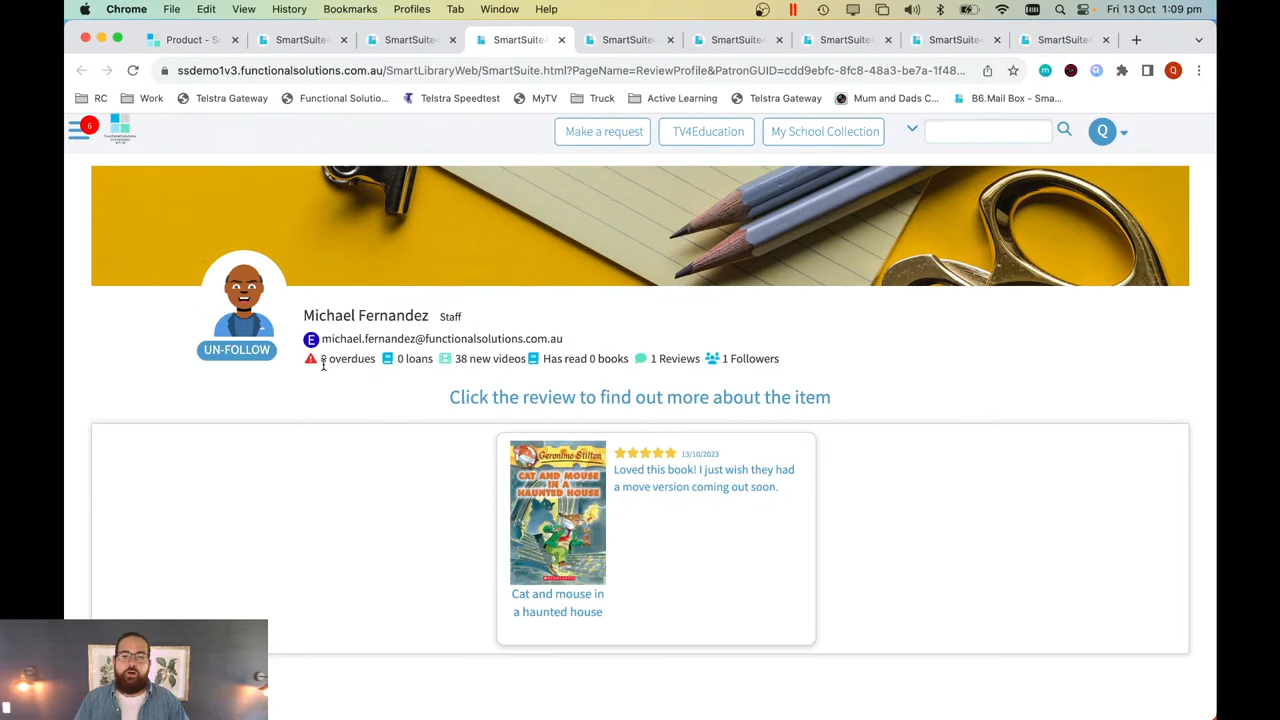 Chrome File Edit View History Bookmarks Profiles Tab Window Help Fri 13 Oct 1:09 pm
Product - S SmartSuite SmartSuite SmartSuite SmartSuite SmartSuite SmartSuite SmartSuite SmartSuite
ssdemo1v3.functionalsolutions.com.au/SmartLibraryWeb/SmartSuite.html?PageName=ReviewProfile&PatronGUID=cdd9ebfc-8fc8-48a3-be7a-1f48...
RC Work Telstra Gateway Functional Solutio... Telstra Speedtest MyTV Truck Active Learning Telstra Gateway Mum and Dads C... B6.Mail Box - Sma...
6 Make a request TV4Education My School Collection Q
Michael Fernandez Staff
UN-FOLLOW
E michael.fernandez@functionalsolutions.com.au
overdues 0 loans 38 new videos Has read 0 books 1 Reviews 1 Followers
Click the review to find out more about the item
Geronimo Stilton
CAT AND MOUSE
IN A
HAUNTED HOUSE
SCHOLASTIC
13/10/2023
Loved this book! I just wish they had
a move version coming out soon.
Cat and mouse in
a haunted house